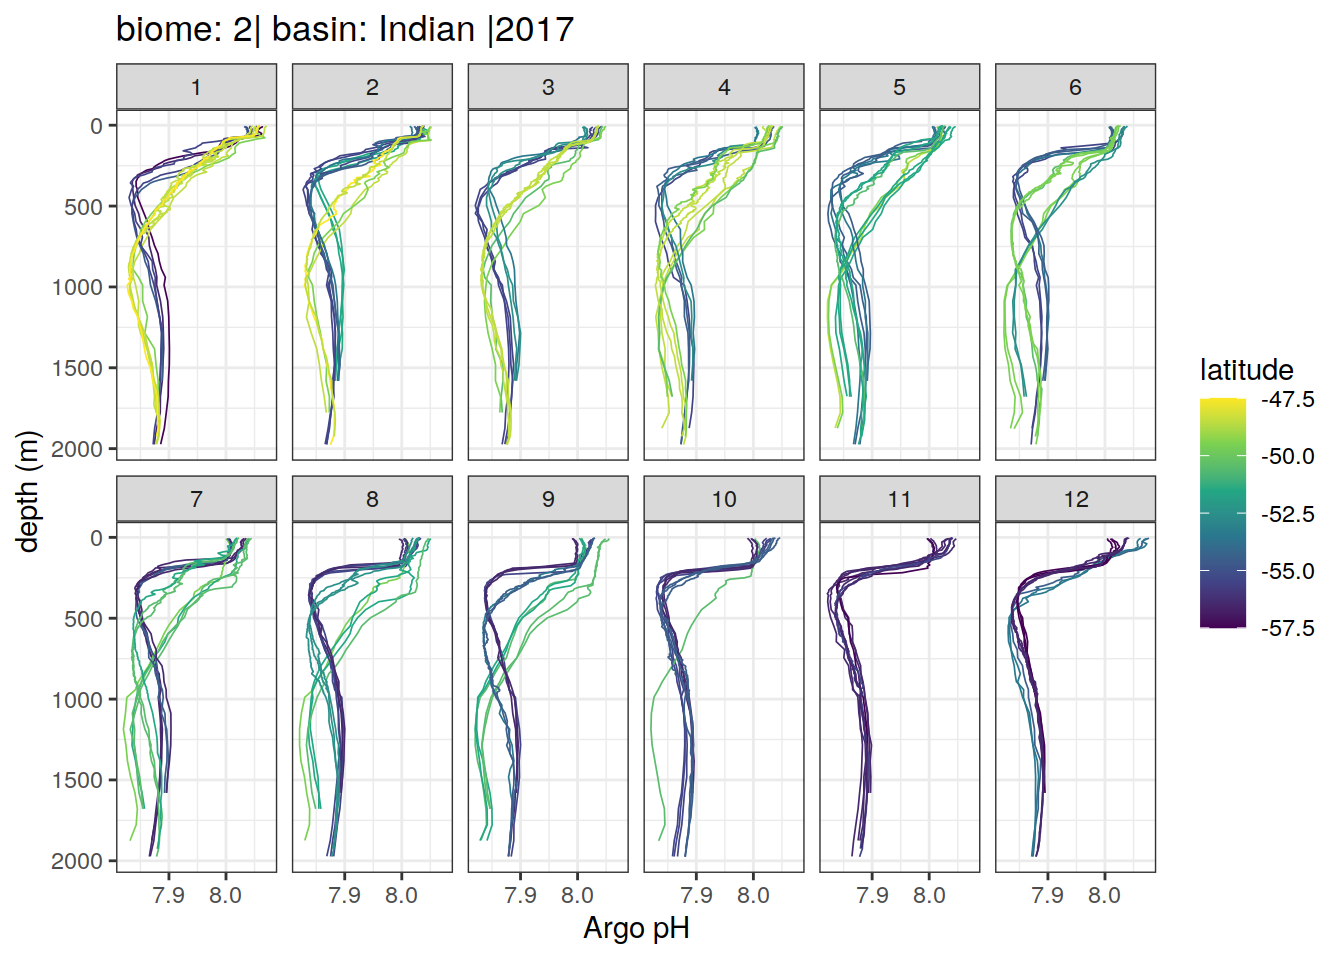 biome: 2| basin: Indian |2017
1 2 3 4 5 6
0
500
1000
1500
2000
7 8 9 10 11 12
0
500
1000
1500
2000
7.9 8.0 7.9 8.0 7.9 8.0 7.9 8.0 7.9 8.0 7.9 8.0
Argo pH
depth (m)
latitude
-47.5
-50.0
-52.5
-55.0
-57.5